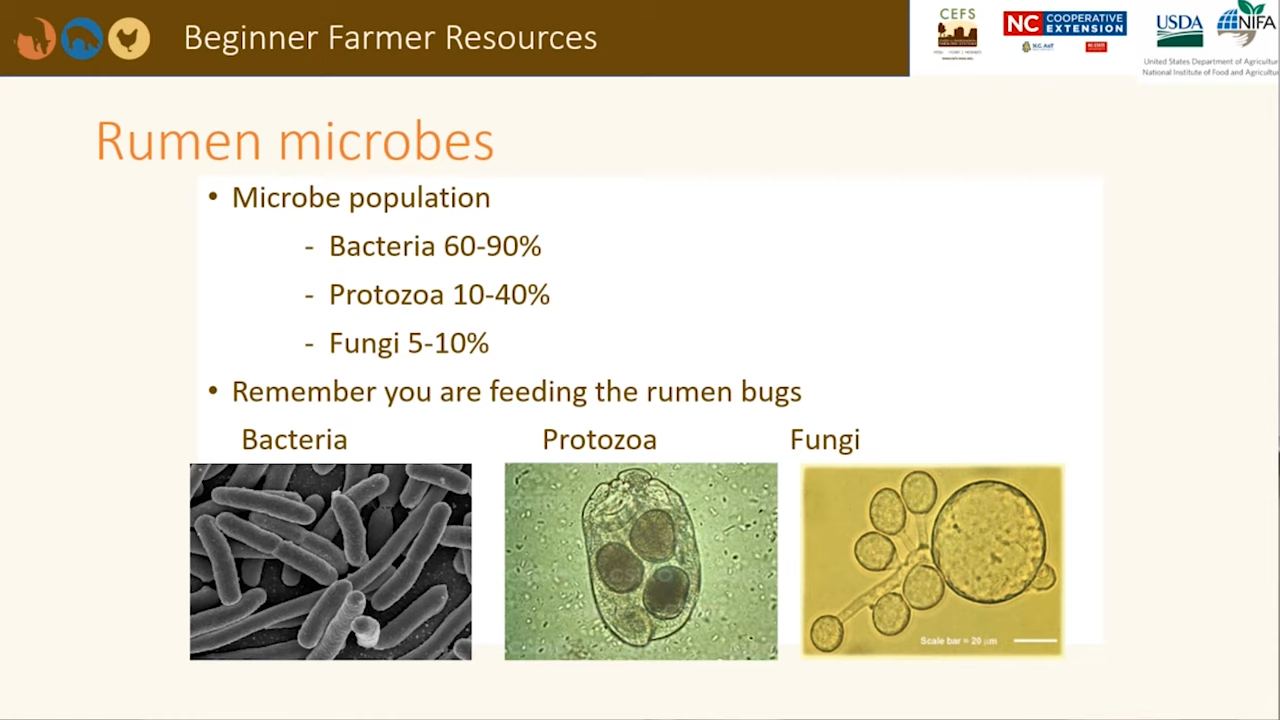 Beginner Farmer Resources
CEFS
NC COOPERATIVE EXTENSION
USDA
NIFA
United States Department of Agricultur
National Institute of Food and Agricultu
Rumen microbes
• Microbe population
- Bacteria 60-90%
- Protozoa 10-40%
- Fungi 5-10%
• Remember you are feeding the rumen bugs
Bacteria Protozoa Fungi
Scale bar = 20 µm